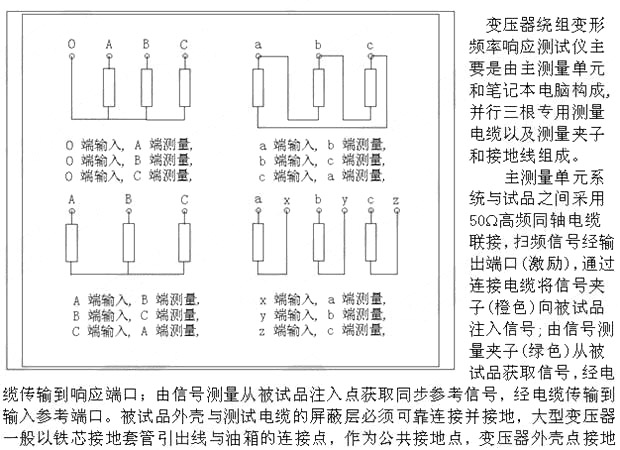 O A B C
O 端输入, A 端测量,
O 端输入, B 端测量,
O 端输入, C 端测量,
a b c
a 端输入, b 端测量,
b 端输入, c 端测量,
c 端输入, a 端测量,
A B C
A 端输入, B 端测量,
B 端输入, C 端测量,
C 端输入, A 端测量,
a x b y c z
x 端输入, a 端测量,
y 端输入, b 端测量,
z 端输入, c 端测量,
变压器绕组变形
频率响应测试仪主
要是由主测量单元
和笔记本电脑构成,
并行三根专用测量
电缆以及测量夹子
和接地线组成。
主测量单元系
统与试品之间采用
50Ω高频同轴电缆
联接, 扫频信号经输
出端口(激励), 通过
连接电缆将信号夹
子(橙色)向被试品
注入信号; 由信号测
量夹子(绿色)从被
试品获取信号, 经电
缆传输到响应端口; 由信号测量从被试品注入点获取同步参考信号, 经电缆传输到
输入参考端口。被试品外壳与测试电缆的屏蔽层必须可靠连接并接地, 大型变压器
一般以铁芯接地套管引出线与油箱的连接点, 作为公共接地点, 变压器外壳点接地